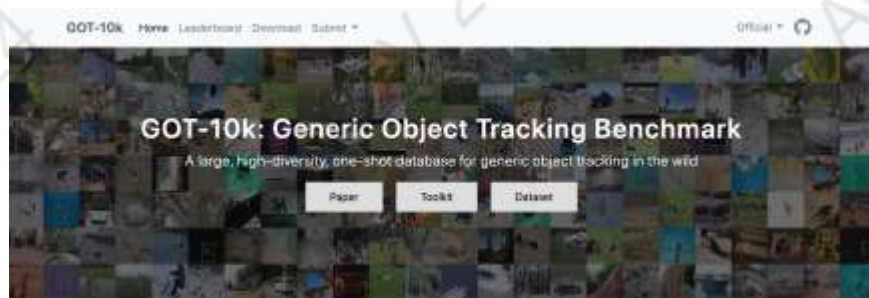 GOT-10k Home Leaderboard Download Submit Official
GOT-10k: Generic Object Tracking Benchmark
A large, high-diversity, one-shot database for generic object tracking in the wild
Paper Toolkit Dataset